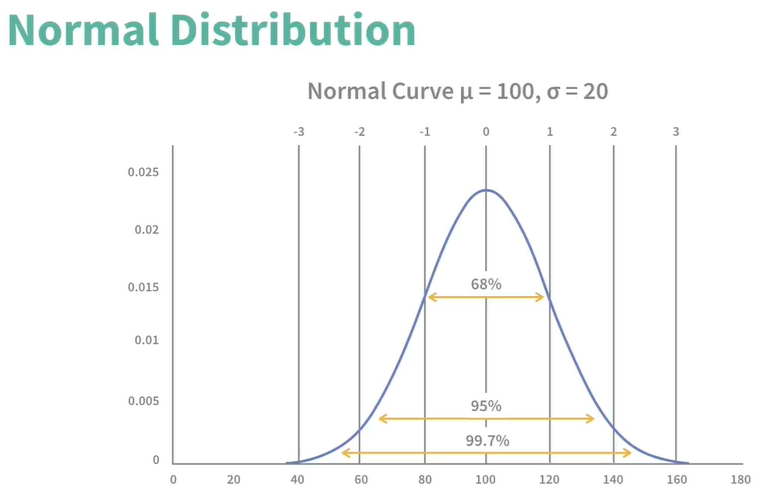 Normal Distribution
Normal Curve μ = 100, σ = 20
-3 -2 -1 0 1 2 3
0.025
0.02
0.015
68%
0.01
0.005
95%
99.7%
0
0 20 40 60 80 100 120 140 160 180